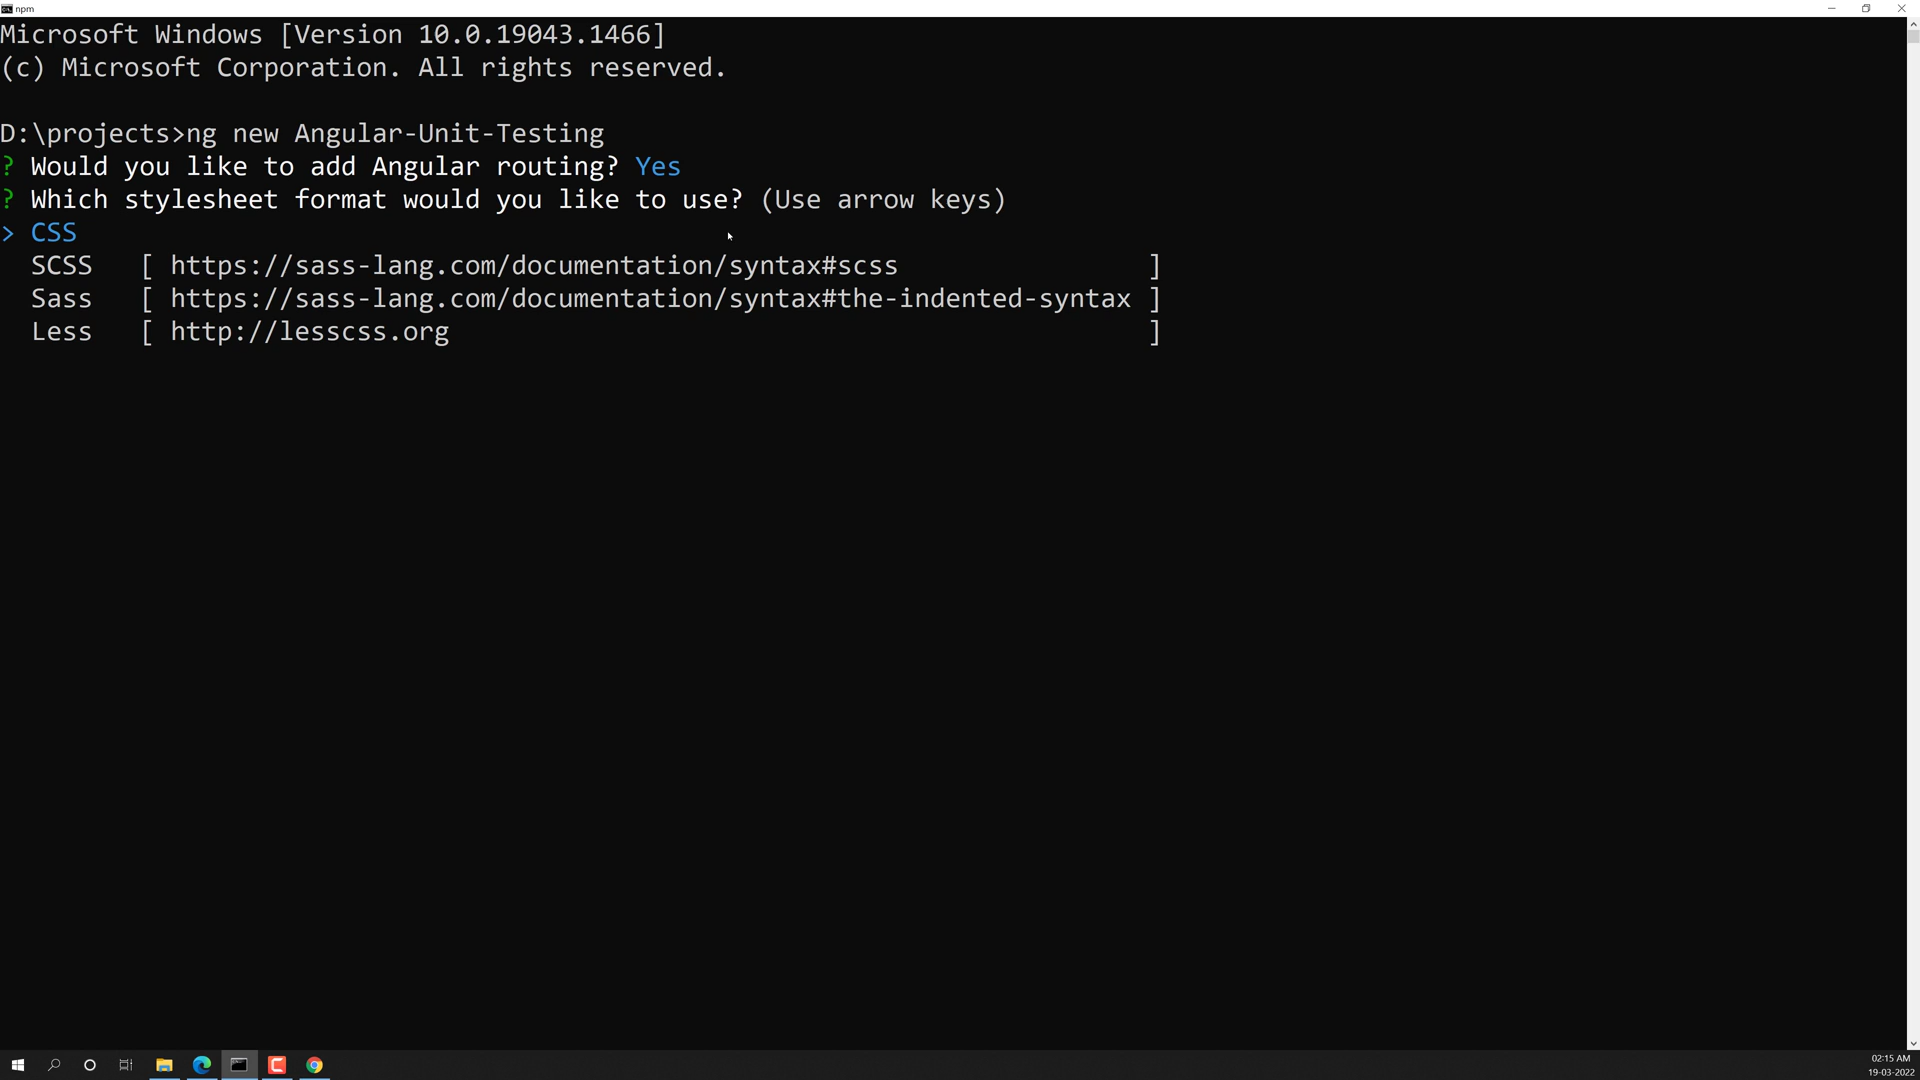 npm
Microsoft Windows [Version 10.0.19043.1466]
(c) Microsoft Corporation. All rights reserved.
D:\projects>ng new Angular-Unit-Testing
? Would you like to add Angular routing? Yes
? Which stylesheet format would you like to use? (Use arrow keys)
> CSS
SCSS [ https://sass-lang.com/documentation/syntax#scss ]
Sass [ https://sass-lang.com/documentation/syntax#the-indented-syntax ]
Less [ http://lesscss.org ]
02:15 AM
19-03-2022